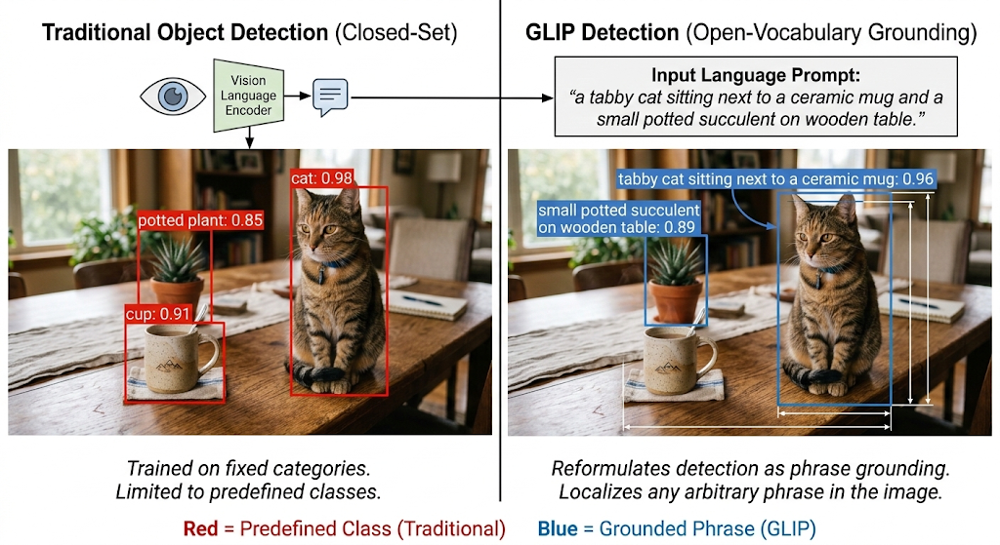 Traditional Object Detection (Closed-Set)
Vision
Language
Encoder
cat: 0.98
potted plant: 0.85
cup: 0.91
Trained on fixed categories.
Limited to predefined classes.
GLIP Detection (Open-Vocabulary Grounding)
Input Language Prompt:
“a tabby cat sitting next to a ceramic mug and a
small potted succulent on wooden table.”
tabby cat sitting next to a ceramic mug: 0.96
small potted succulent
on wooden table: 0.89
Reformulates detection as phrase grounding.
Localizes any arbitrary phrase in the image.
Red = Predefined Class (Traditional)
Blue = Grounded Phrase (GLIP)